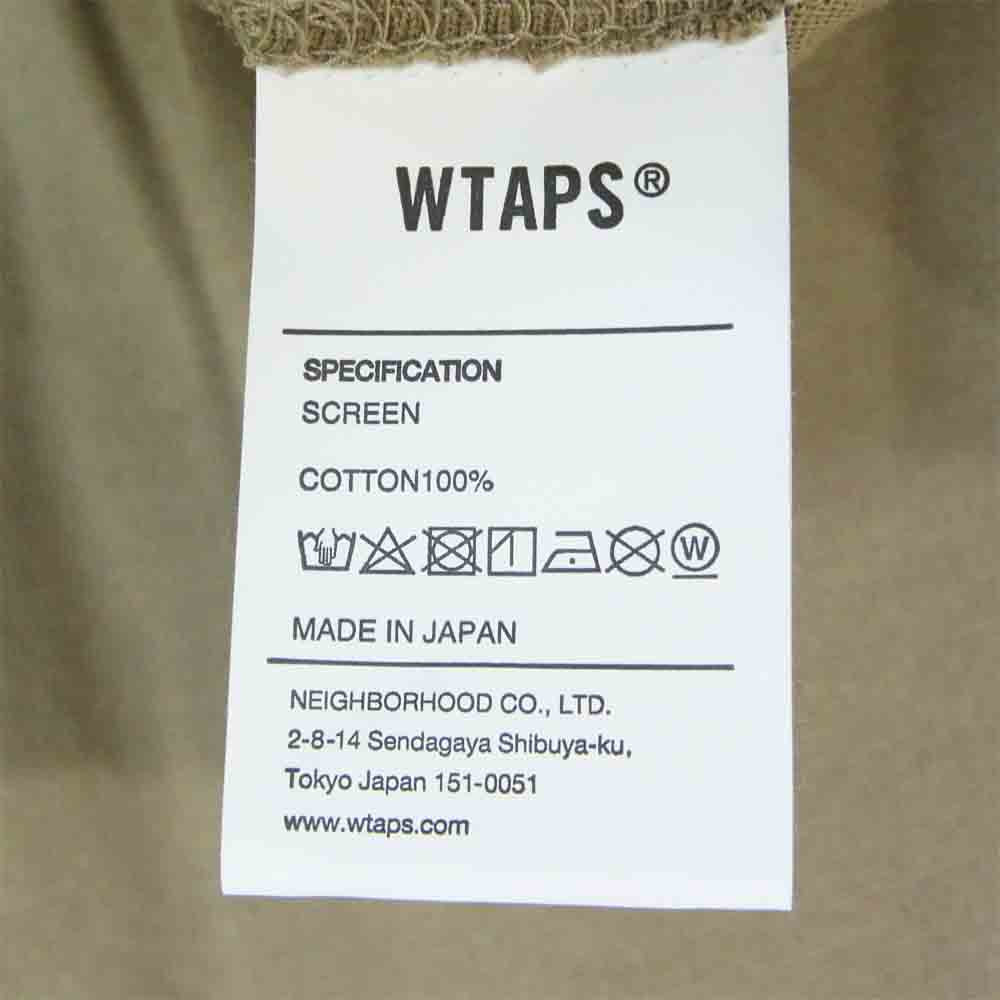 WTAPS®
SPECIFICATION
SCREEN
COTTON100%
W
MADE IN JAPAN
NEIGHBORHOOD CO., LTD.
2-8-14 Sendagaya Shibuya-ku,
Tokyo Japan 151-0051
www.wtaps.com